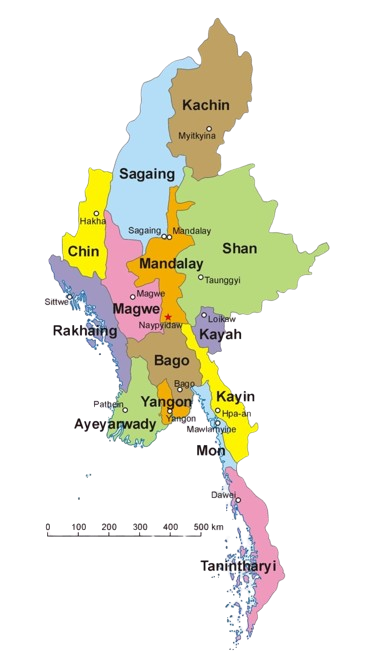 Kachin
Myitkyina
Sagaing
Hakha
Sagaing
Mandalay
Chin
Mandalay
Shan
Taunggyi
Magwe
Sittwe
Magwe
Loikaw
Naypyidaw
Rakhaing
Kayah
Bago
Bago
Kayin
Yangon
Pathein
Hpa-an
Yangon
Ayeyarwady
Mawlamyine
Mon
Dawei
0 100 200 300 400 500 km
Tanintharyi